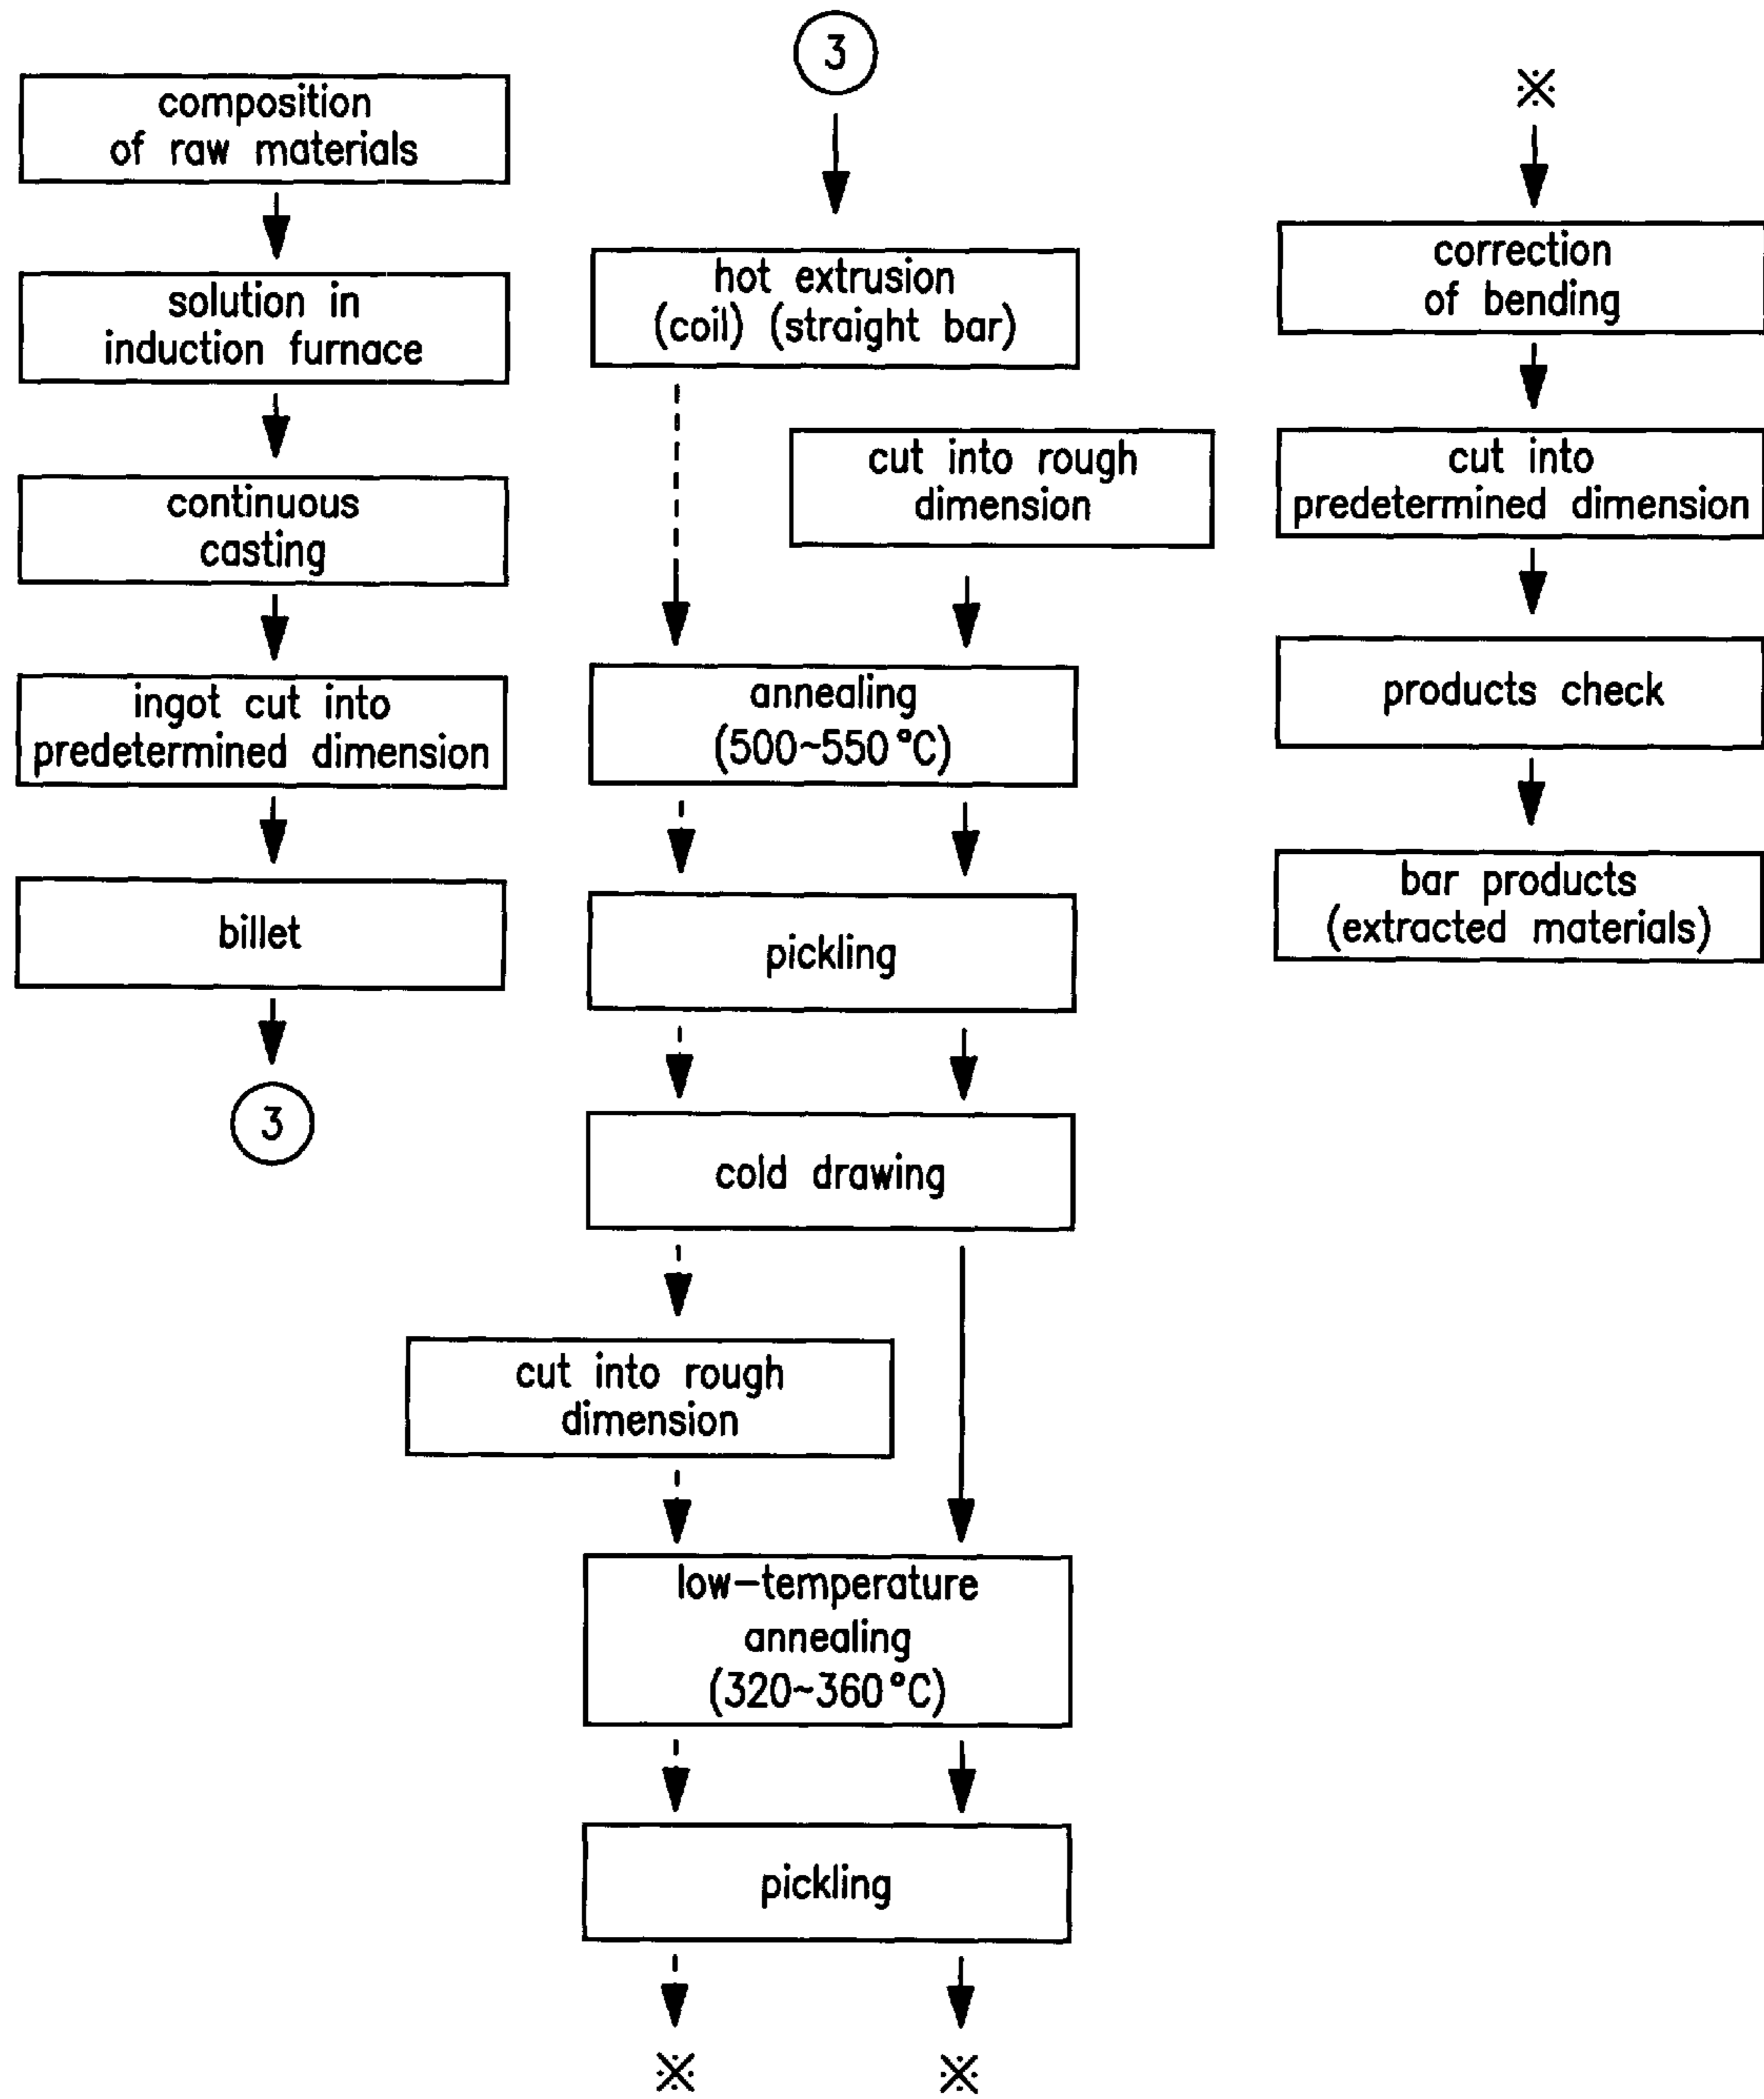 composition
of raw materials
solution in
induction furnace
continuous
casting
ingot cut into
predetermined dimension
billet
3
3
hot extrusion
(coil) (straight bar)
cut into rough
dimension
annealing
(500~550°C)
pickling
cold drawing
cut into rough
dimension
low-temperature
annealing
(320~360°C)
pickling
※ ※
※
correction
of bending
cut into
predetermined dimension
products check
bar products
(extracted materials)